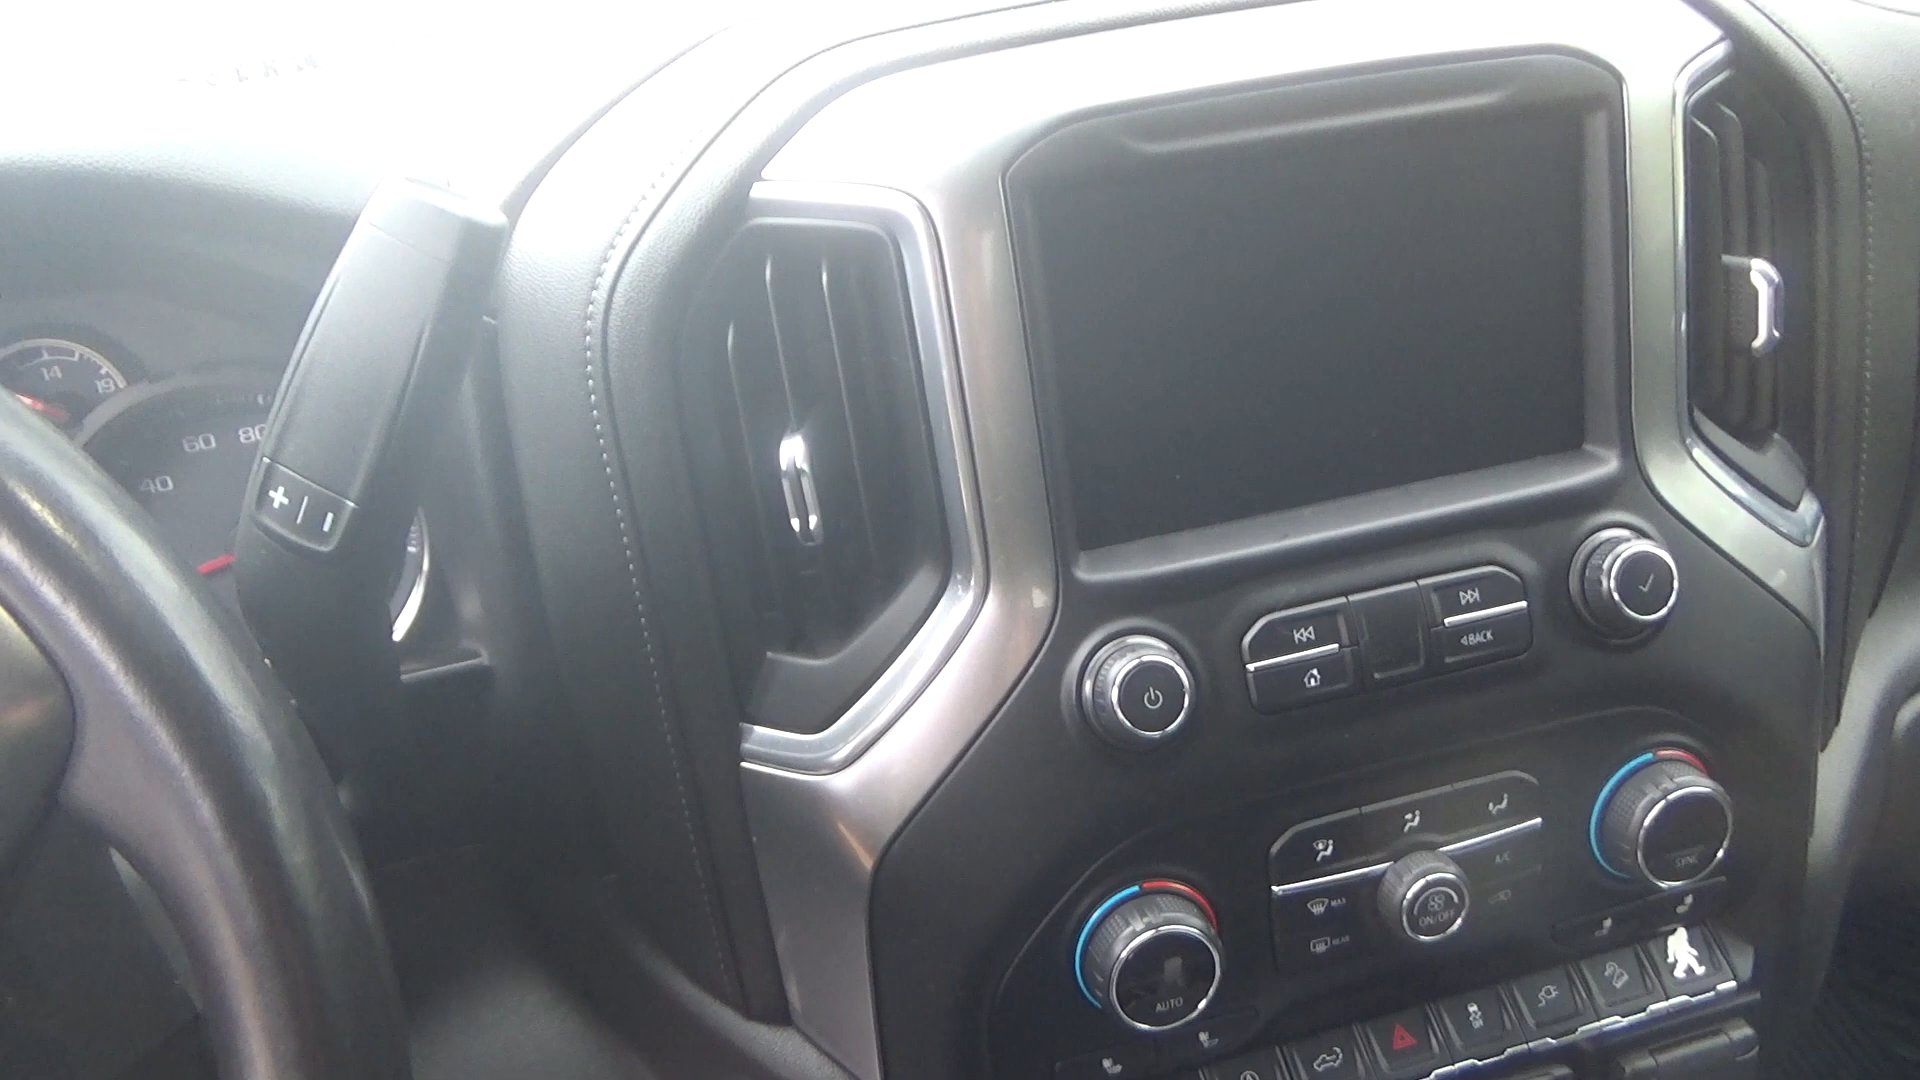 14
19
60
80
40
+ | -
BACK
A/C
MAX
ON/OFF
REAR
SYNC
AUTO